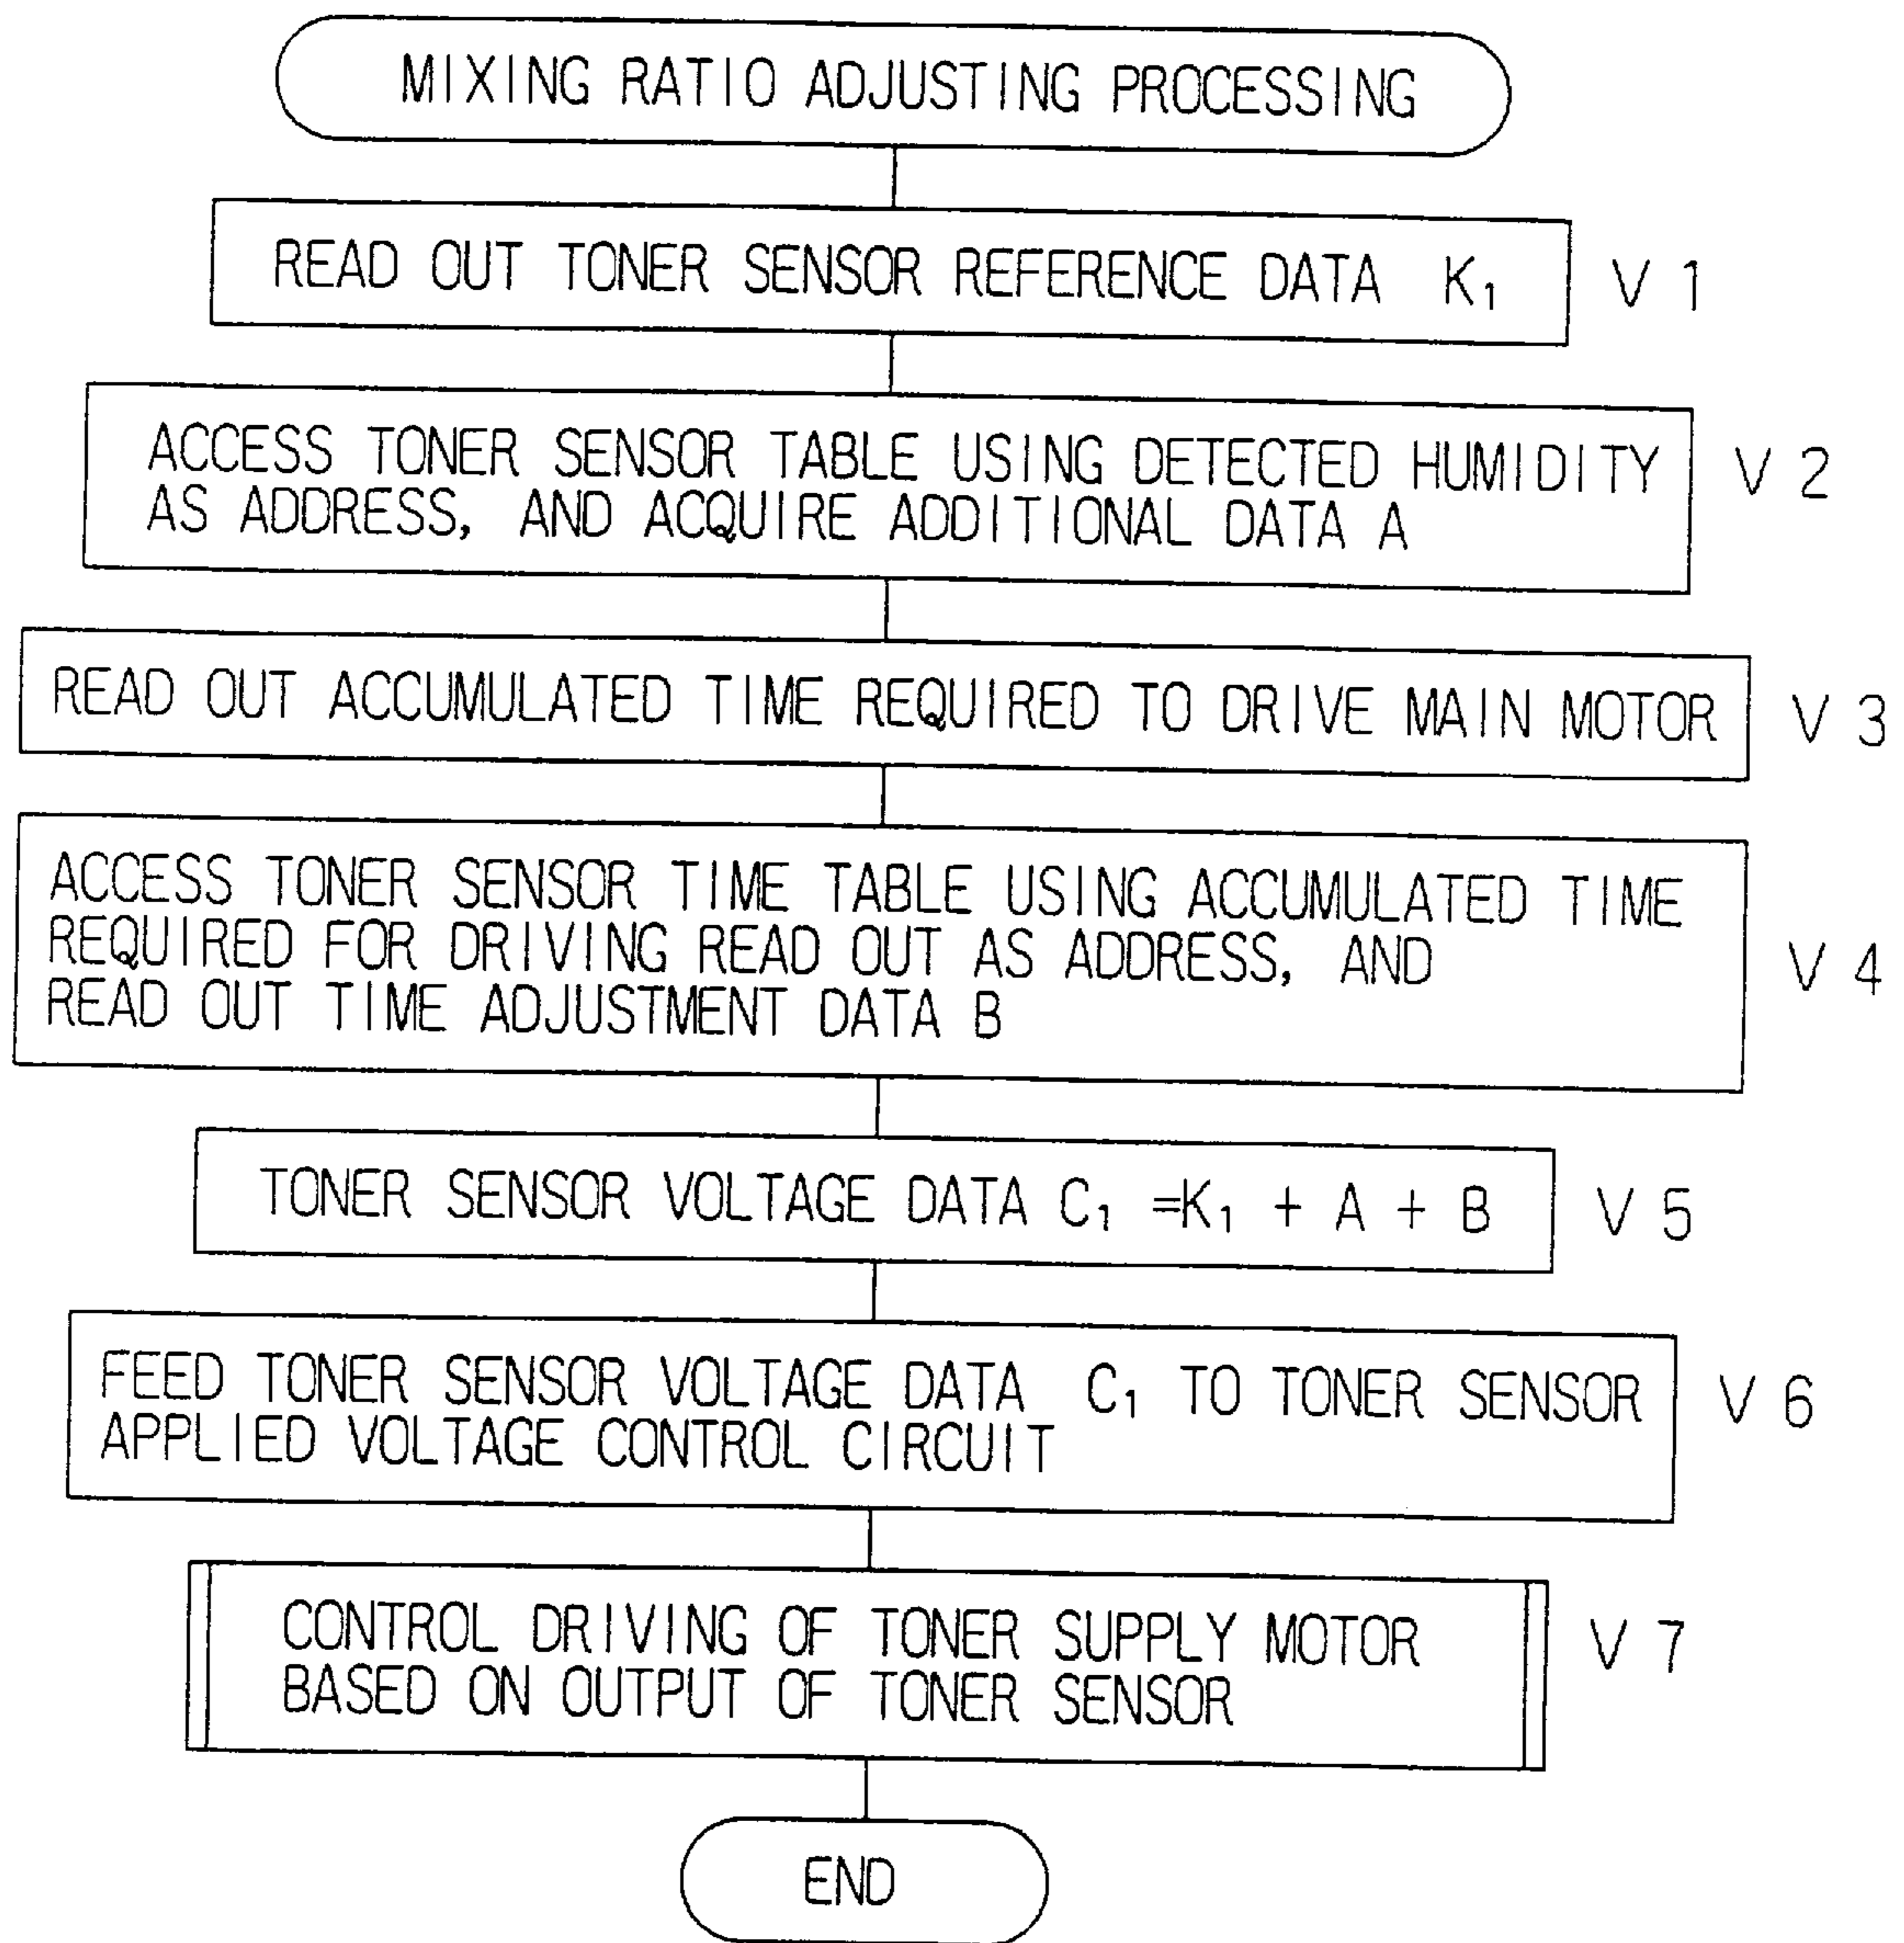 MIXING RATIO ADJUSTING PROCESSING
READ OUT TONER SENSOR REFERENCE DATA K₁
V 1
ACCESS TONER SENSOR TABLE USING DETECTED HUMIDITY
AS ADDRESS, AND ACQUIRE ADDITIONAL DATA A
V 2
READ OUT ACCUMULATED TIME REQUIRED TO DRIVE MAIN MOTOR
V 3
ACCESS TONER SENSOR TIME TABLE USING ACCUMULATED TIME
REQUIRED FOR DRIVING READ OUT AS ADDRESS, AND
READ OUT TIME ADJUSTMENT DATA B
V 4
TONER SENSOR VOLTAGE DATA C₁ =K₁ + A + B
V 5
FEED TONER SENSOR VOLTAGE DATA C₁ TO TONER SENSOR
APPLIED VOLTAGE CONTROL CIRCUIT
V 6
CONTROL DRIVING OF TONER SUPPLY MOTOR
BASED ON OUTPUT OF TONER SENSOR
V 7
END